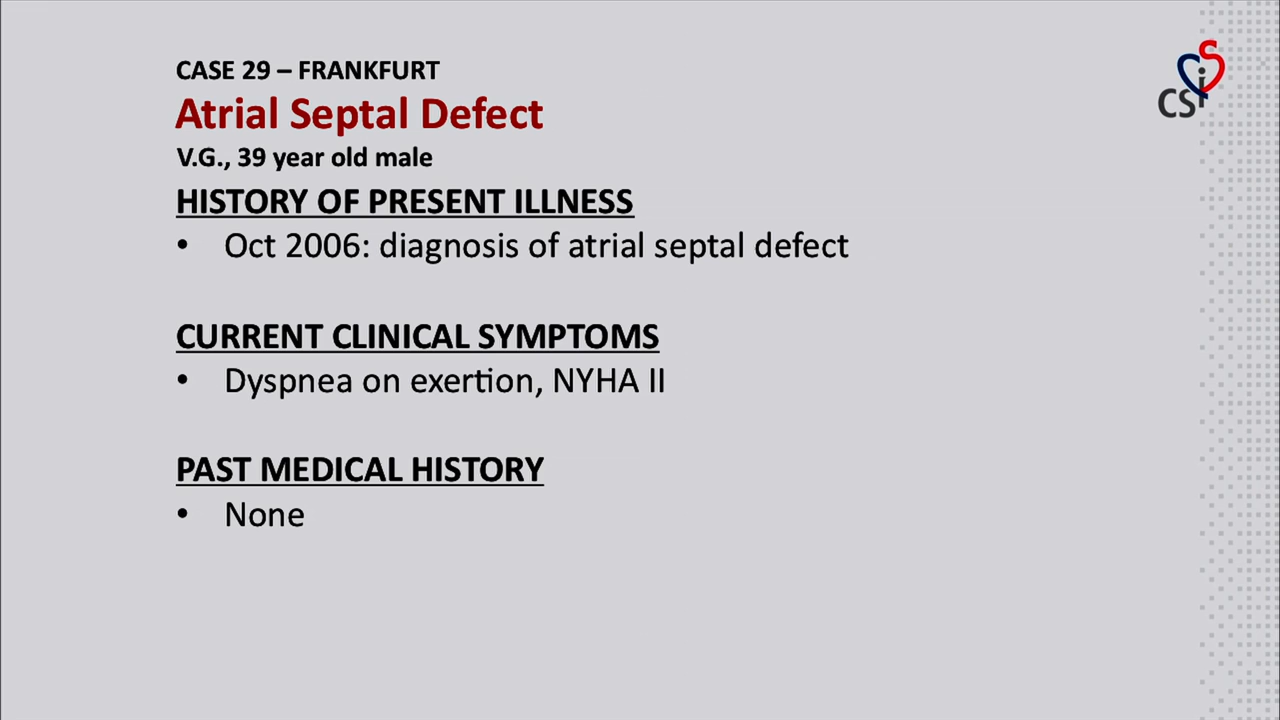 CASE 29 – FRANKFURT
Atrial Septal Defect
V.G., 39 year old male
HISTORY OF PRESENT ILLNESS
• Oct 2006: diagnosis of atrial septal defect
CURRENT CLINICAL SYMPTOMS
• Dyspnea on exertion, NYHA II
PAST MEDICAL HISTORY
• None
CSi
S